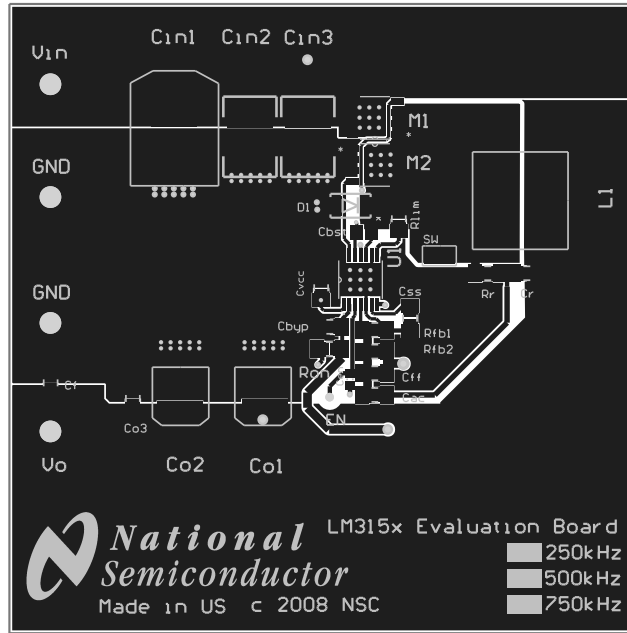 Vin
Cin1
Cin2
Cin3
M1
*
M2
*
GND
L1
D1
Rlim
Cbst
SW
U1
GND
Cvcc
Css
Rr
Cr
Cbyp
Rfb1
Rfb2
Ron
Cff
Cf
Cac
Co3
EN
Vo
Co2
Co1
National
Semiconductor
LM315x Evaluation Board
250kHz
500kHz
750kHz
Made in US c 2008 NSC